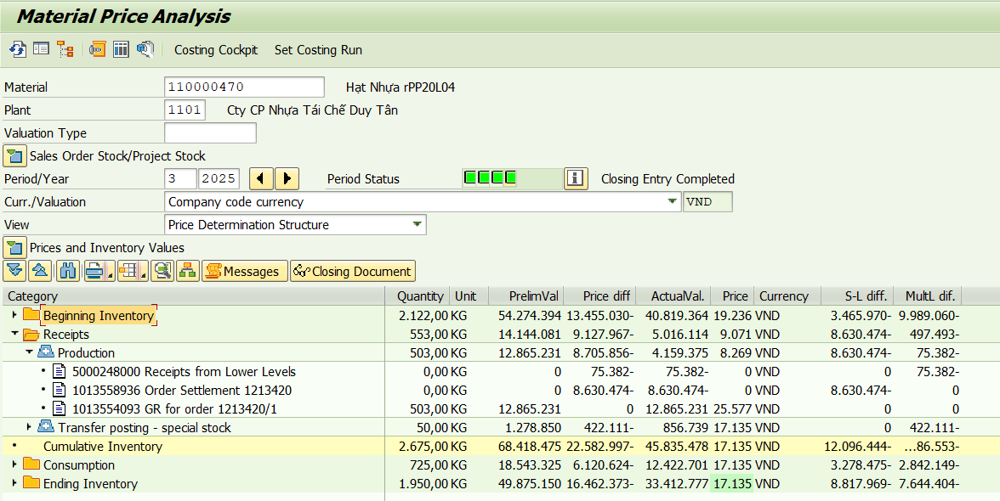 Material Price Analysis
Costing Cockpit Set Costing Run
Material 110000470 Hạt Nhựa rPP20L04
Plant 1101 Cty CP Nhựa Tái Chế Duy Tân
Valuation Type
Sales Order Stock/Project Stock
Period/Year 3 2025 Period Status Closing Entry Completed
Curr./Valuation Company code currency VND
View Price Determination Structure
Prices and Inventory Values
Messages Closing Document
Category Quantity Unit PrelimVal Price diff ActualVal. Price Currency S-L diff. MultL dif.
Beginning Inventory 2.122,00 KG 54.274.394 13.455.030- 40.819.364 19.236 VND 3.465.970- 9.989.060-
Receipts 553,00 KG 14.144.081 9.127.967- 5.016.114 9.071 VND 8.630.474- 497.493-
Production 503,00 KG 12.865.231 8.705.856- 4.159.375 8.269 VND 8.630.474- 75.382-
5000248000 Receipts from Lower Levels 0,00 KG 0 75.382- 75.382- 0 VND 0 75.382-
1013558936 Order Settlement 1213420 0,00 KG 0 8.630.474- 8.630.474- 0 VND 8.630.474- 0
1013554093 GR for order 1213420/1 503,00 KG 12.865.231 0 12.865.231 25.577 VND 0 0
Transfer posting - special stock 50,00 KG 1.278.850 422.111- 856.739 17.135 VND 0 422.111-
Cumulative Inventory 2.675,00 KG 68.418.475 22.582.997- 45.835.478 17.135 VND 12.096.444- ...86.553-
Consumption 725,00 KG 18.543.325 6.120.624- 12.422.701 17.135 VND 3.278.475- 2.842.149-
Ending Inventory 1.950,00 KG 49.875.150 16.462.373- 33.412.777 17.135 VND 8.817.969- 7.644.404-